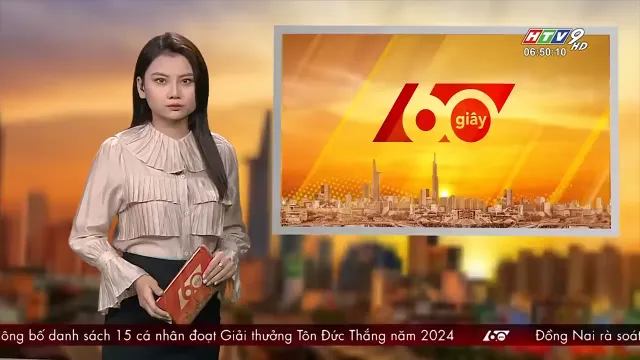 HTV9
HD
06:50:10
60
giây
60
ông bố danh sách 15 cá nhân đoạt Giải thưởng Tôn Đức Thắng năm 2024 60 Đồng Nai rà soát